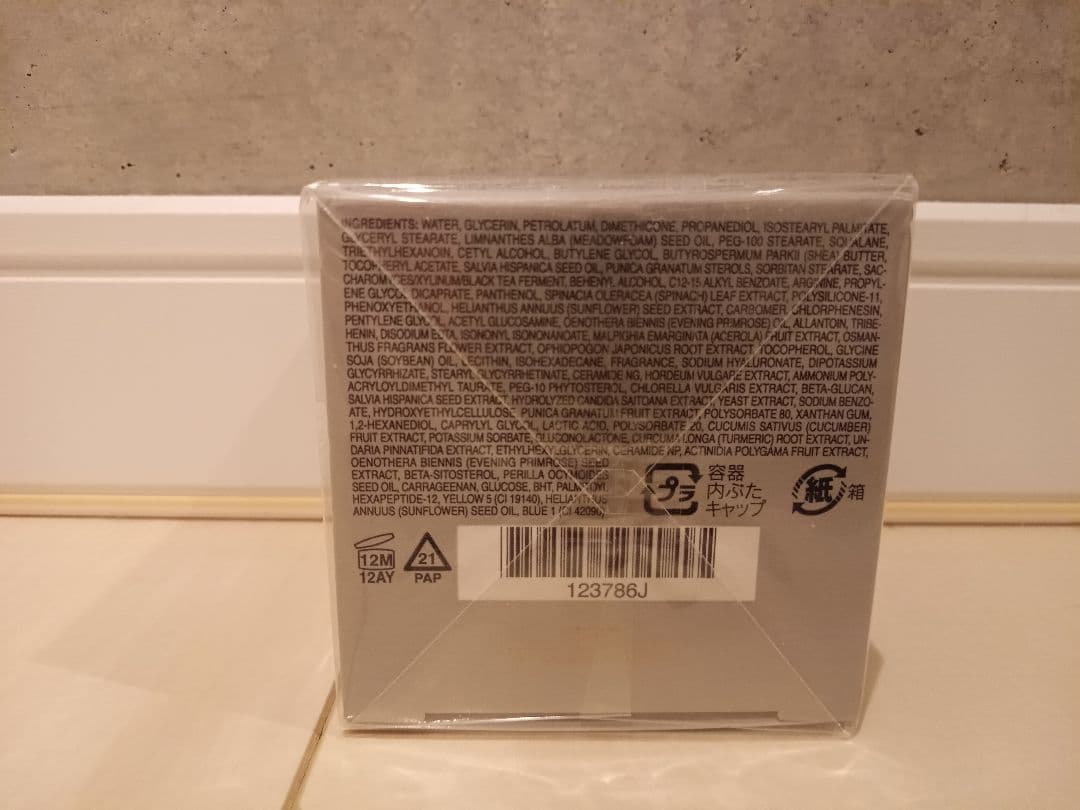 INGREDIENTS: WATER, GLYCERIN, PETROLATUM, DIMETHICONE, PROPANEDIOL, ISOSTEARYL PALMITATE,
GLYCERYL STEARATE, LIMNANTHES ALBA (MEADOWFOAM) SEED OIL, PEG-100 STEARATE, SQUALANE,
TRIETHYLHEXANOIN, CETYL ALCOHOL, BUTYLENE GLYCOL, BUTYROSPERMUM PARKII (SHEA) BUTTER,
TOCOPHERYL ACETATE, SALVIA HISPANICA SEED OIL, PUNICA GRANATUM STEROLS, SORBITAN STEARATE, SAC-
CHAROMYCES/XYLINUM/BLACK TEA FERMENT, BEHENYL ALCOHOL, C12-15 ALKYL BENZOATE, ARGININE, PROPYL-
ENE GLYCOL DICAPRATE, PANTHENOL, SPINACIA OLERACEA (SPINACH) LEAF EXTRACT, POLYSILICONE-11,
PHENOXYETHANOL, HELIANTHUS ANNUUS (SUNFLOWER) SEED EXTRACT, CARBOMER, CHLORPHENESIN,
PENTYLENE GLYCOL, ACETYL GLUCOSAMINE, OENOTHERA BIENNIS (EVENING PRIMROSE) OIL, ALLANTOIN, TRIBE-
HENIN, DISODIUM EDTA, ISONONYL ISONONANOATE, MALPIGHIA EMARGINATA (ACEROLA) FRUIT EXTRACT, OSMAN-
THUS FRAGRANS FLOWER EXTRACT, OPHIOPOGON JAPONICUS ROOT EXTRACT, TOCOPHEROL, GLYCINE
SOJA (SOYBEAN) OIL, LECITHIN, ISOHEXADECANE, FRAGRANCE, SODIUM HYALURONATE, DIPOTASSIUM
GLYCYRRHIZATE, STEARYL GLYCYRRHETINATE, CERAMIDE NG, HORDEUM VULGARE EXTRACT, AMMONIUM POLY-
ACRYLOYLDIMETHYL TAURATE, PEG-10 PHYTOSTEROL, CHLORELLA VULGARIS EXTRACT, BETA-GLUCAN,
SALVIA HISPANICA SEED EXTRACT, HYDROLYZED CANDIDA SAITOANA EXTRACT, YEAST EXTRACT, SODIUM BENZO-
ATE, HYDROXYETHYLCELLULOSE, PUNICA GRANATUM FRUIT EXTRACT, POLYSORBATE 80, XANTHAN GUM,
1,2-HEXANEDIOL, CAPRYLYL GLYCOL, LACTIC ACID, POLYSORBATE 20, CUCUMIS SATIVUS (CUCUMBER)
FRUIT EXTRACT, POTASSIUM SORBATE, GLUCONOLACTONE, CURCUMA LONGA (TURMERIC) ROOT EXTRACT, UN-
DARIA PINNATIFIDA EXTRACT, ETHYLHEXYLGLYCERIN, CERAMIDE NP, ACTINIDIA POLYGAMA FRUIT EXTRACT,
OENOTHERA BIENNIS (EVENING PRIMROSE) SEED
EXTRACT, BETA-SITOSTEROL, PERILLA OCYMOIDES
SEED OIL, CARRAGEENAN, GLUCOSE, BHT, PALMITOYL
HEXAPEPTIDE-12, YELLOW 5 (CI 19140), HELIANTHUS
ANNUUS (SUNFLOWER) SEED OIL, BLUE 1 (CI 42090)
プラ
容器
内ぶた
キャップ
紙
箱
12M
12AY
21
PAP
123786J